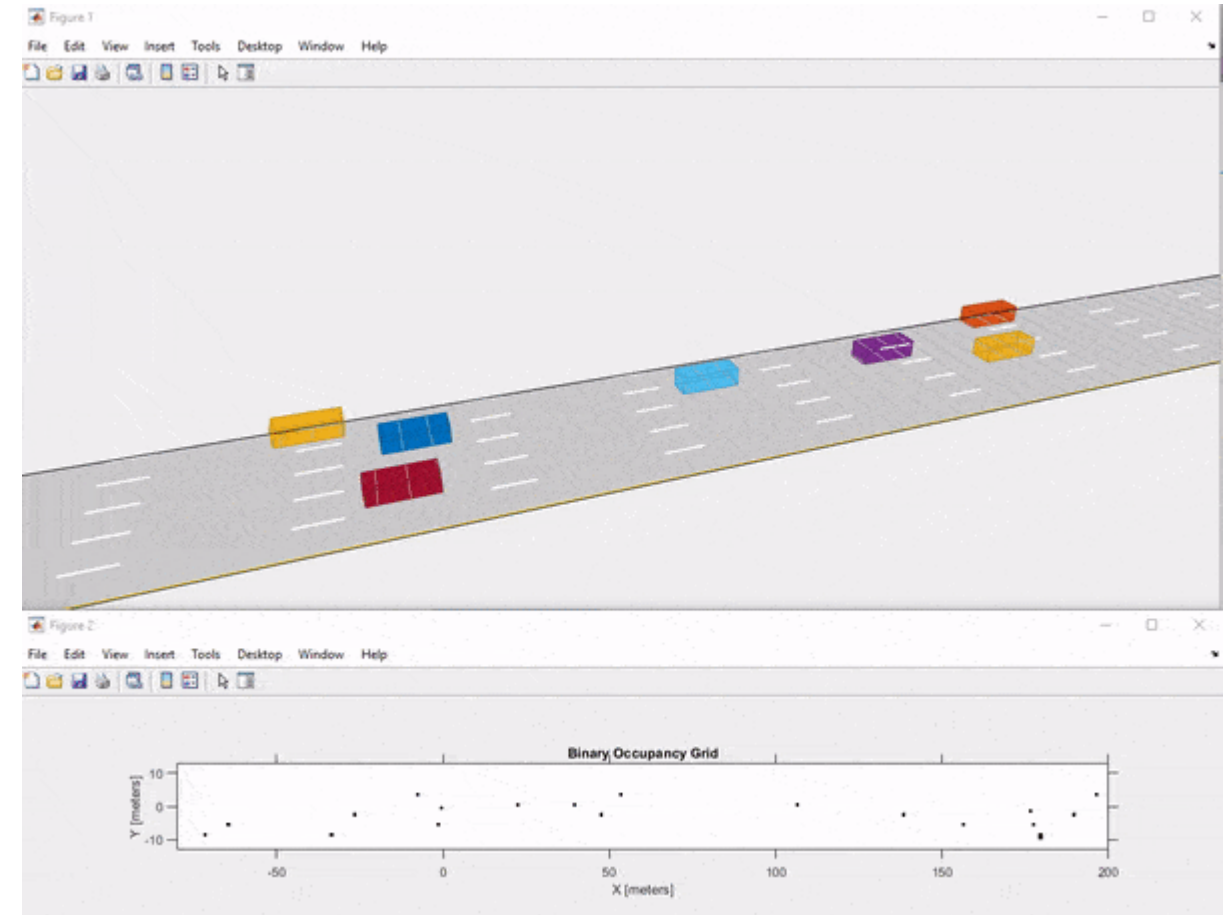 Figure 1
File Edit View Insert Tools Desktop Window Help
Figure 2
File Edit View Insert Tools Desktop Window Help
Binary Occupancy Grid
Y [meters]
10
0
-10
-50 0 50 100 150 200
X [meters]